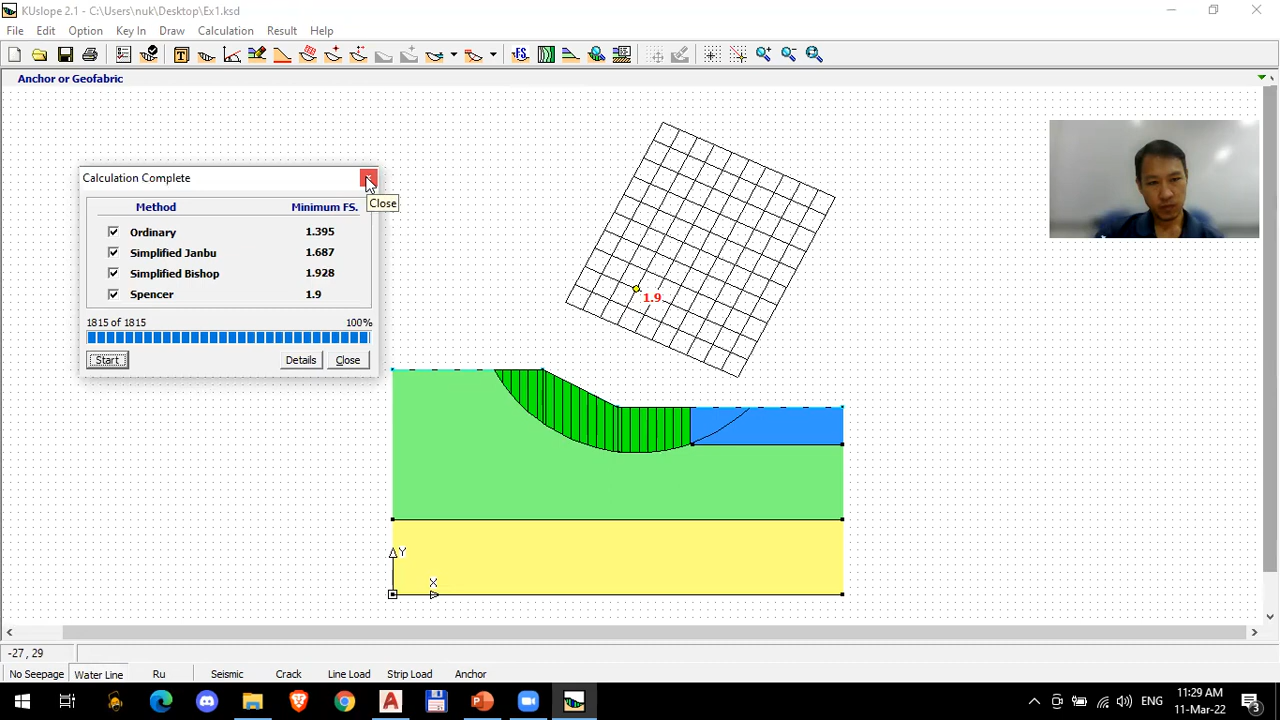 KUslope 2.1 - C:\Users\nuk\Desktop\Ex1.ksd
File Edit Option Key In Draw Calculation Result Help
T FS.
Anchor or Geofabric
Calculation Complete
Close
Method Minimum FS.
Ordinary 1.395
Simplified Janbu 1.687
Simplified Bishop 1.928
Spencer 1.9
1815 of 1815 100%
Start Details Close
1.9
Y
X
-27 , 29
No Seepage Water Line Ru Seismic Crack Line Load Strip Load Anchor
ENG
11:29 AM
11-Mar-22
3